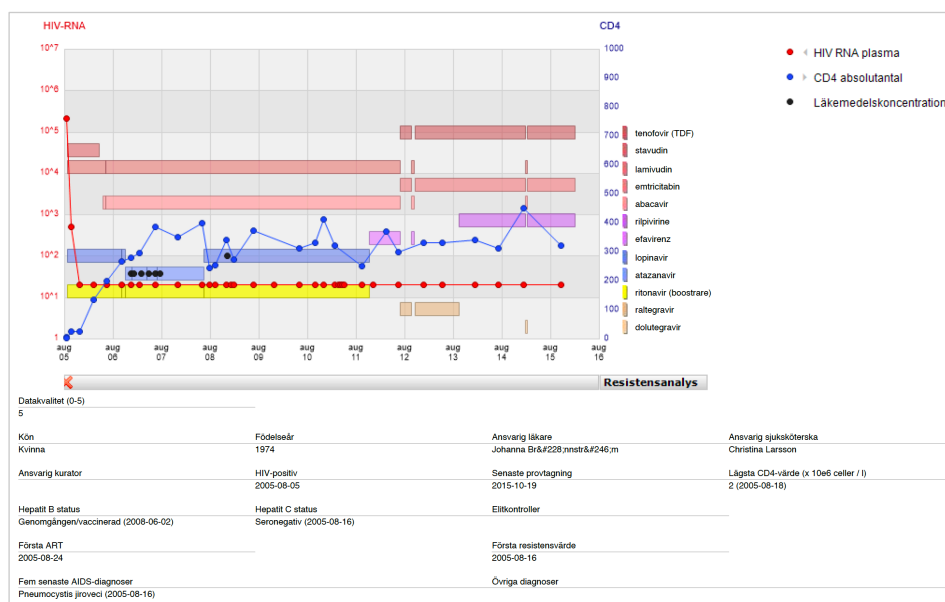 HIV-RNA
CD4
10^7
10^6
10^5
10^4
10^3
10^2
10^1
1
1000
900
800
700
600
500
400
300
200
100
0
aug 05
aug 06
aug 07
aug 08
aug 09
aug 10
aug 11
aug 12
aug 13
aug 14
aug 15
aug 16
HIV RNA plasma
CD4 absolutantal
Läkemedelskoncentration
tenofovir (TDF)
stavudin
lamivudin
emtricitabin
abacavir
rilpivirine
efavirenz
lopinavir
atazanavir
ritonavir (boostrare)
raltegravir
dolutegravir
Resistensanalys
Datakvalitet (0-5)
5
Kön Födelseår Ansvarig läkare Ansvarig sjuksköterska
Kvinna 1974 Johanna Br&#228;nnstr&#246;m Christina Larsson
Ansvarig kurator HIV-positiv Senaste provtagning Lägsta CD4-värde (x 10e6 celler / l)
2005-08-05 2015-10-19 2 (2005-08-18)
Hepatit B status Hepatit C status Elitkontroller
Genomgången/vaccinerad (2008-06-02) Seronegativ (2005-08-16)
Första ART Första resistensvärde
2005-08-24 2005-08-16
Fem senaste AIDS-diagnoser Övriga diagnoser
Pneumocystis jiroveci (2005-08-16)